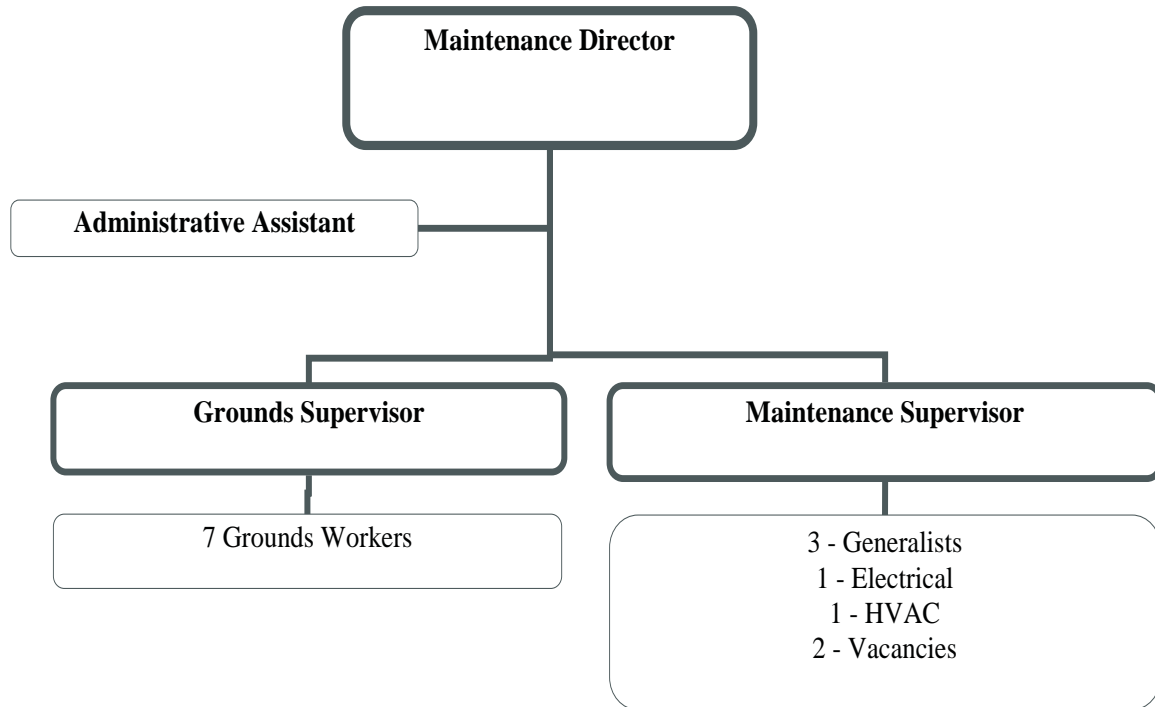 Maintenance Director
Administrative Assistant
Grounds Supervisor
Maintenance Supervisor
7 Grounds Workers
3 - Generalists
1 - Electrical
1 - HVAC
2 - Vacancies